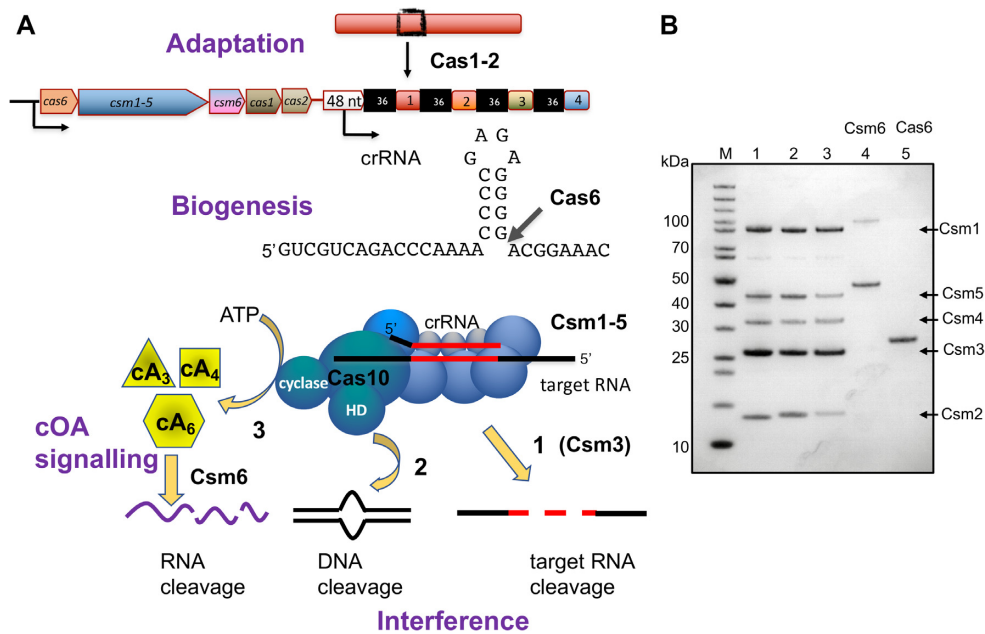 A
Adaptation
Cas1-2
cas6 csm1-5 csm6 cas1 cas2 48 nt 36 1 36 2 36 3 36 4
crRNA
A G
G A
C G
C G
C G
C G
C G
Biogenesis
Cas6
5'GUCGUCAGACCCAAAA ACGGAAAC
ATP
5'
crRNA
Csm1-5
5'
cA3 cA4
cyclase
Cas10
target RNA
HD
cA6
cOA
signalling
3
Csm6
2
1 (Csm3)
RNA
cleavage
DNA
cleavage
target RNA
cleavage
Interference
B
Csm6 Cas6
M 1 2 3 4 5
kDa
100
70
50
40
30
25
10
Csm1
Csm5
Csm4
Csm3
Csm2